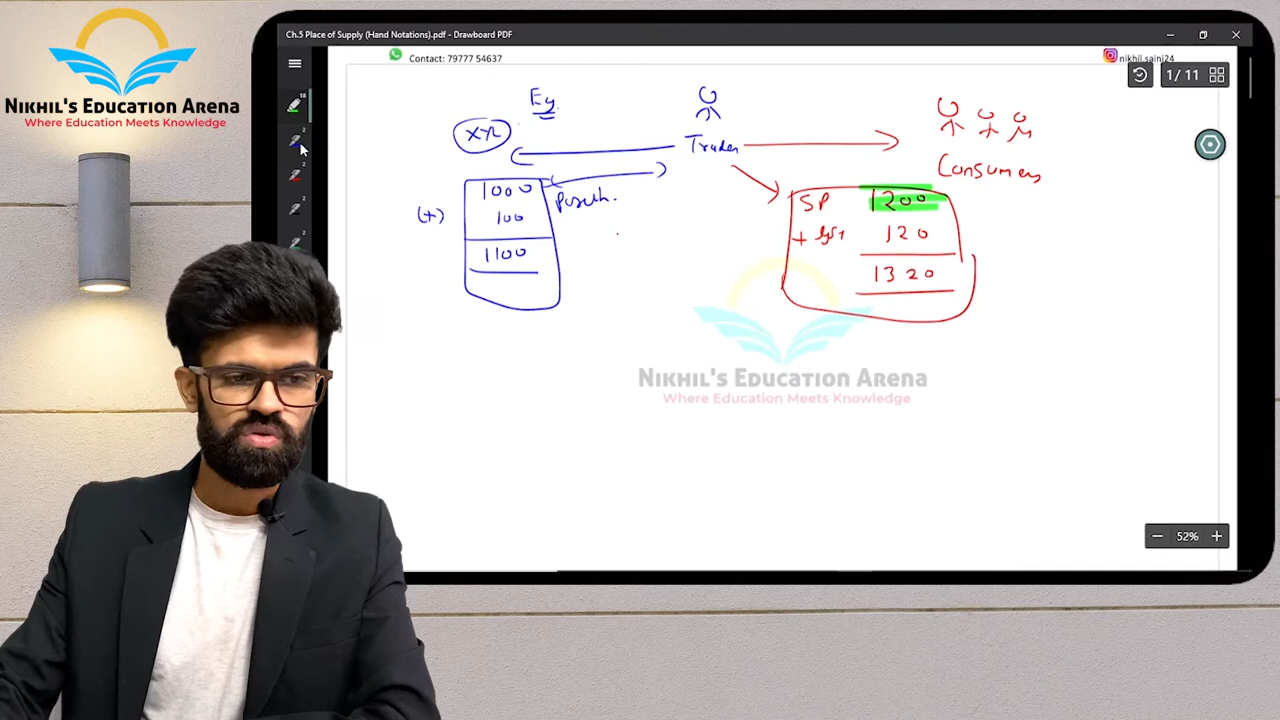 NIKHIL'S EDUCATION ARENA
Where Education Meets Knowledge
Ch.5 Place of Supply (Hand Notations).pdf - Drawboard PDF
Contact: 79777 54637
nikhil.saini24
1 / 11
Eg.
Trader
Consumers
1000
(+) 100
1100
SP 1200
+ GST 120
1320
NIKHIL'S EDUCATION ARENA
Where Education Meets Knowledge
52%